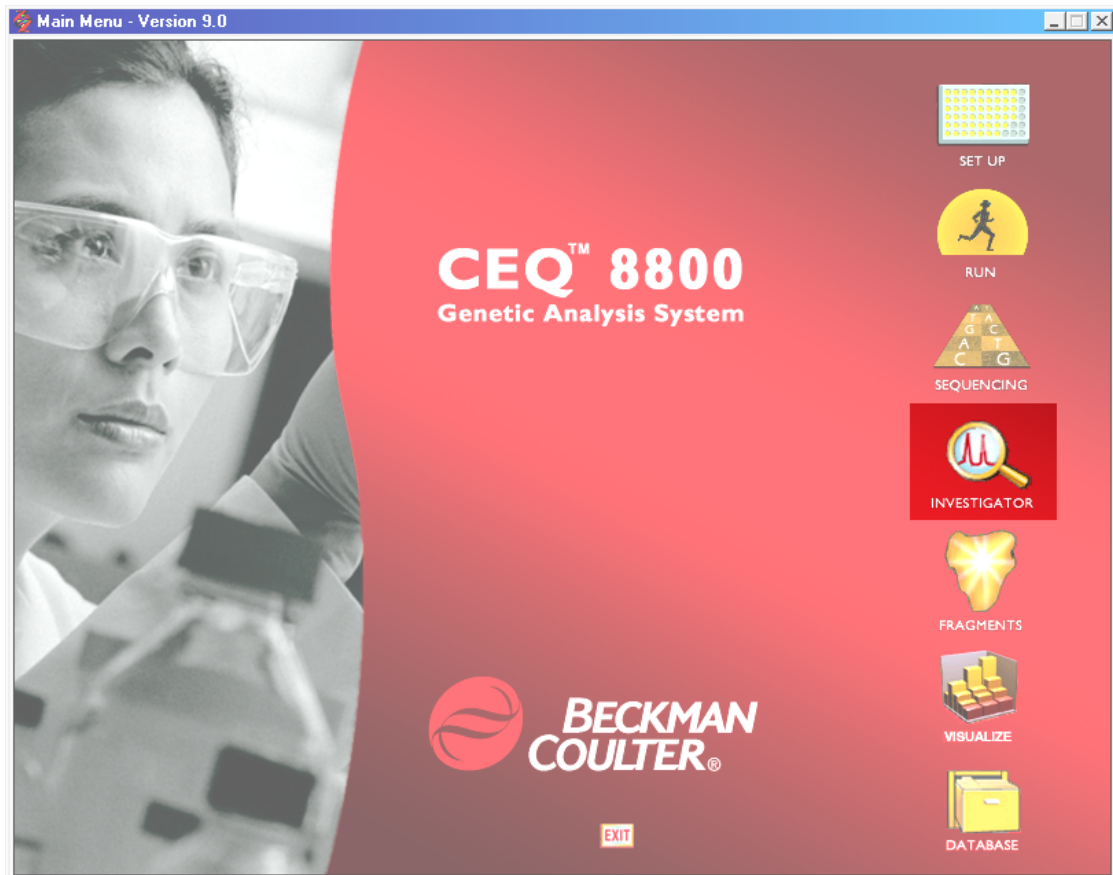 Main Menu - Version 9.0
CEQ™ 8800
Genetic Analysis System
SET UP
RUN
A T
T A
G C
A T
C G
SEQUENCING
INVESTIGATOR
FRAGMENTS
VISUALIZE
DATABASE
BECKMAN
COULTER®
EXIT